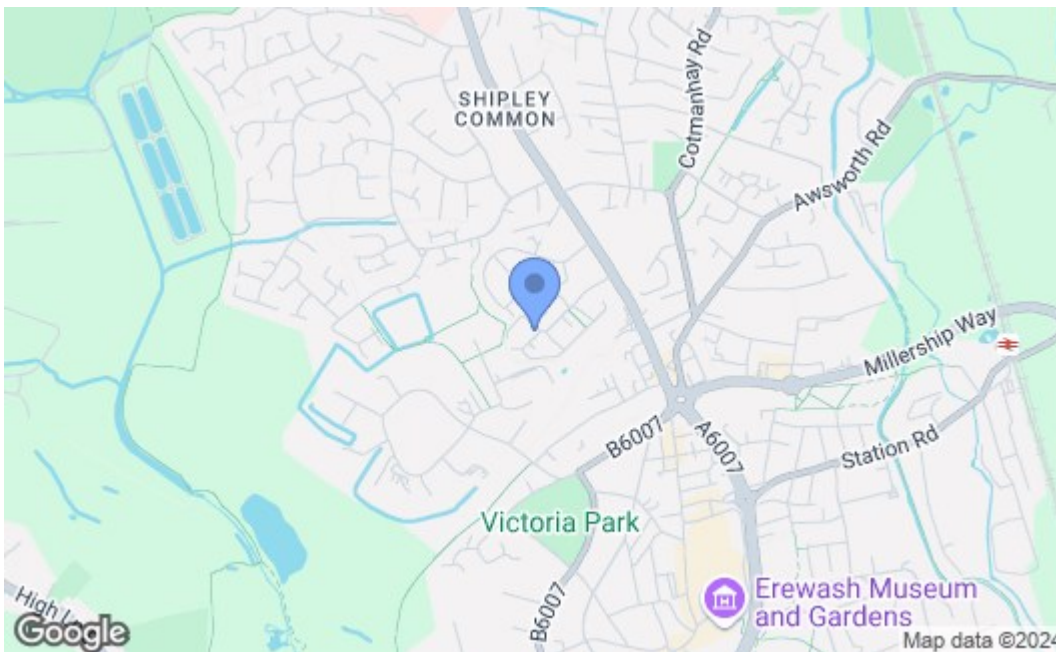 SHIPLEY
COMMON
Cotmanhay Rd
Awsworth Rd
Millership Way
B6007
A6007
Station Rd
Victoria Park
Erewash Museum
and Gardens
B6007
High
Google
Map data ©2024